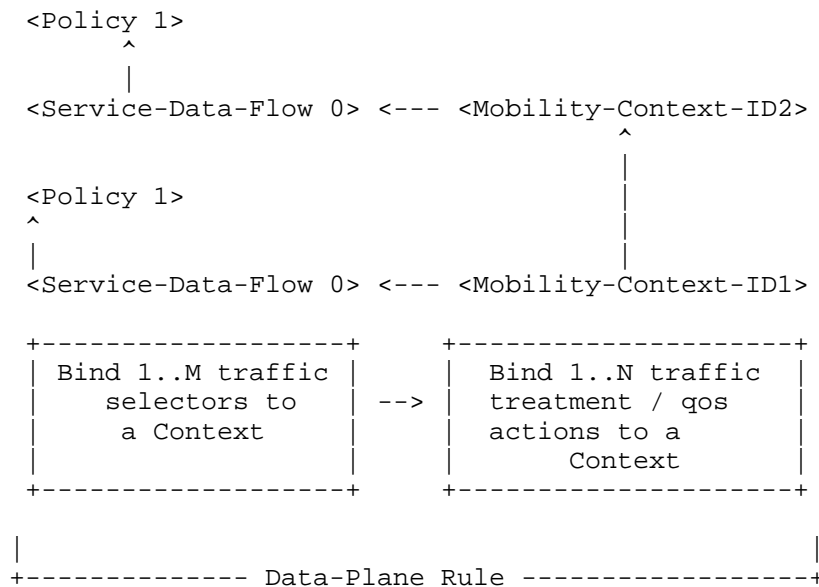 <Policy 1>
^
|
<Service-Data-Flow 0> <--- <Mobility-Context-ID2>
^
|
<Policy 1> |
^ |
| |
<Service-Data-Flow 0> <--- <Mobility-Context-ID1>
+-------------------+ +---------------------+
| Bind 1..M traffic | | Bind 1..N traffic |
| selectors to | --> | treatment / qos |
| a Context | | actions to a |
| | | Context |
+-------------------+ +---------------------+
| |
+-------------- Data-Plane Rule ------------------+